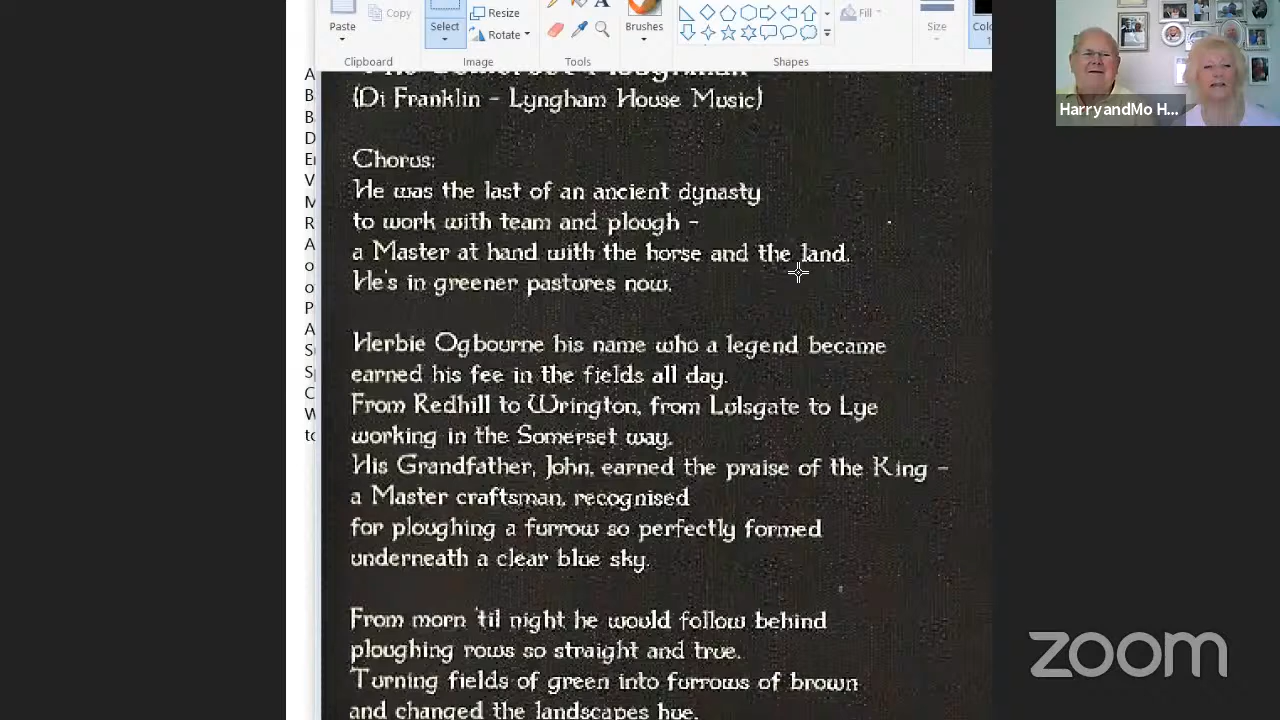 Paste
Copy
Select
Resize
Rotate
Brushes
Fill
Size
Clipboard
Image
Tools
Shapes
(Di Franklin - Lyngham House Music)
Chorus:
He was the last of an ancient dynasty
to work with team and plough -
a Master at hand with the horse and the land.
He's in greener pastures now.
Herbie Ogbourne his name who a legend became
earned his fee in the fields all day.
From Redhill to Wrington, from Lulsgate to Lye
working in the Somerset way.
His Grandfather, John, earned the praise of the King -
a Master craftsman, recognised
for ploughing a furrow so perfectly formed
underneath a clear blue sky.
From morn 'til night he would follow behind
ploughing rows so straight and true.
Turning fields of green into furrows of brown
and changed the landscapes hue.
HarryandMo H...
zoom